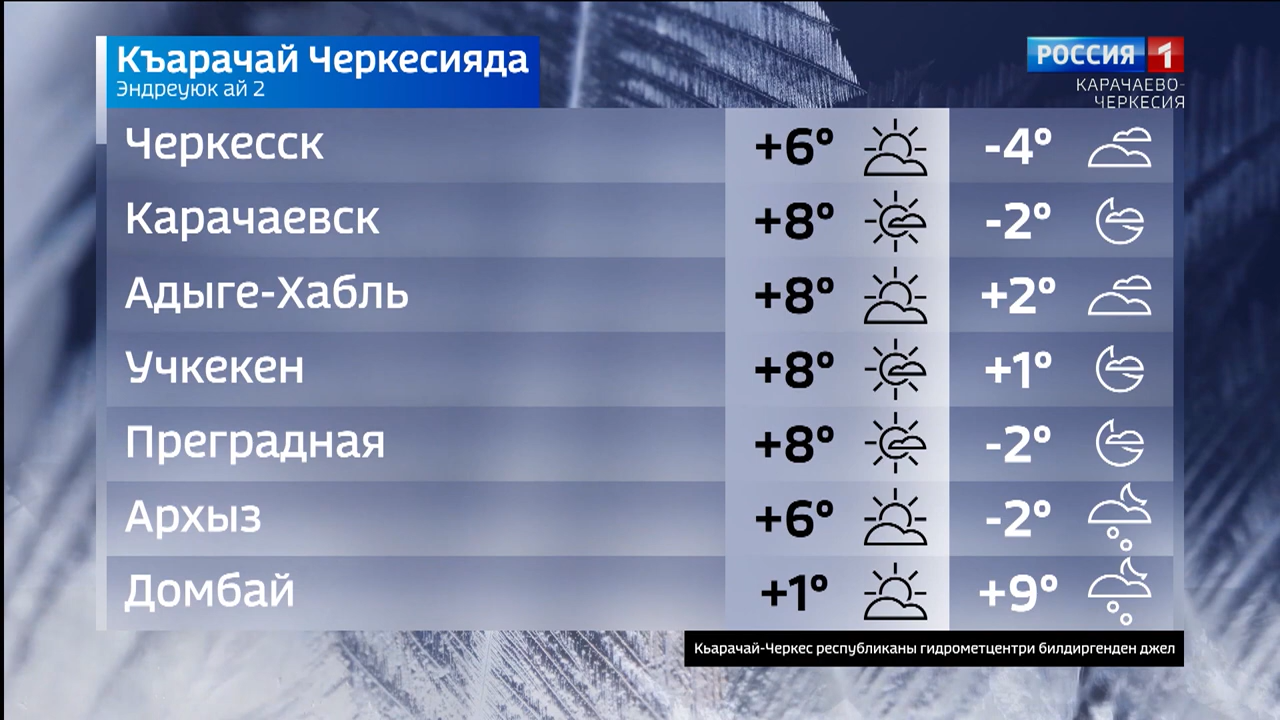 Къарачай Черкесияда
Эндреуюк ай 2
РОССИЯ 1
КАРАЧАЕВО-
ЧЕРКЕСИЯ
Черкесск +6° -4°
Карачаевск +8° -2°
Адыге-Хабль +8° +2°
Учкекен +8° +1°
Преградная +8° -2°
Архыз +6° -2°
Домбай +1° +9°
Кьарачай-Черкес республиканы гидрометцентри билдиргенден джел